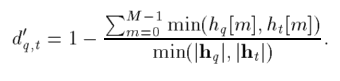 d'_{q,t} = 1 - \frac{\sum_{m=0}^{M-1} \min(h_q[m], h_t[m])}{\min(|\mathbf{h}_q|, |\mathbf{h}_t|)}.